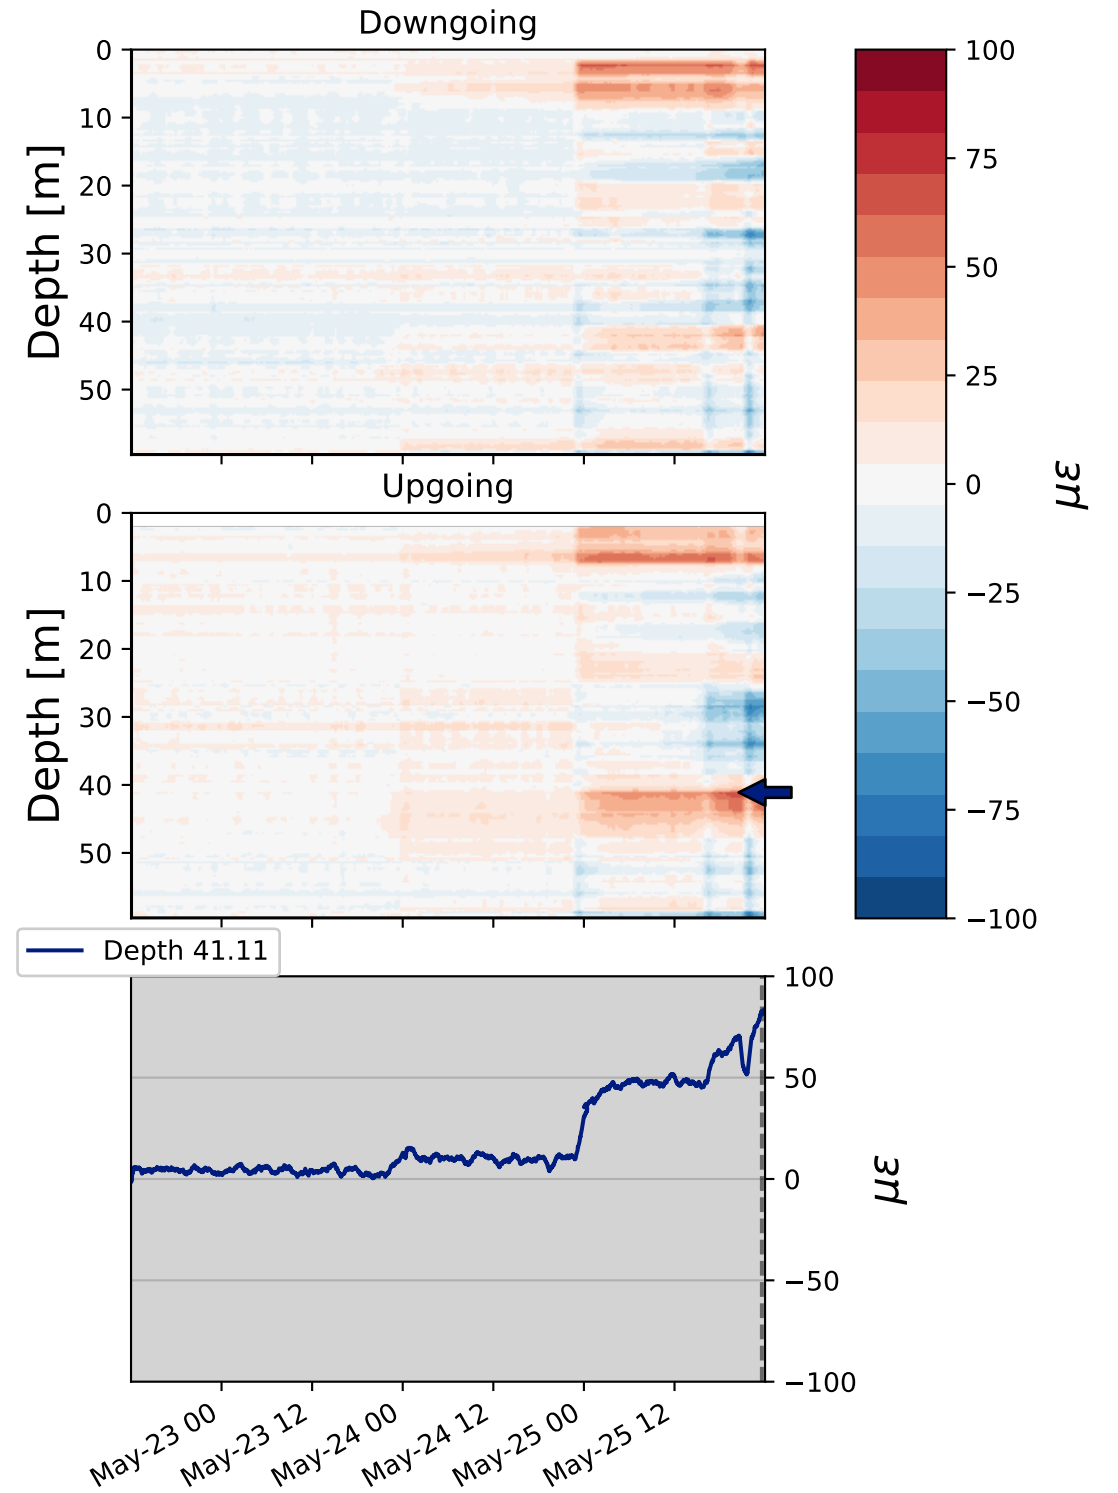 Downgoing
0
10
20
30
40
50
Depth [m]
100
75
50
25
0
−25
−50
−75
−100
με
Upgoing
0
10
20
30
40
50
Depth [m]
Depth 41.11
100
50
0
−50
−100
με
May-23 00
May-23 12
May-24 00
May-24 12
May-25 00
May-25 12